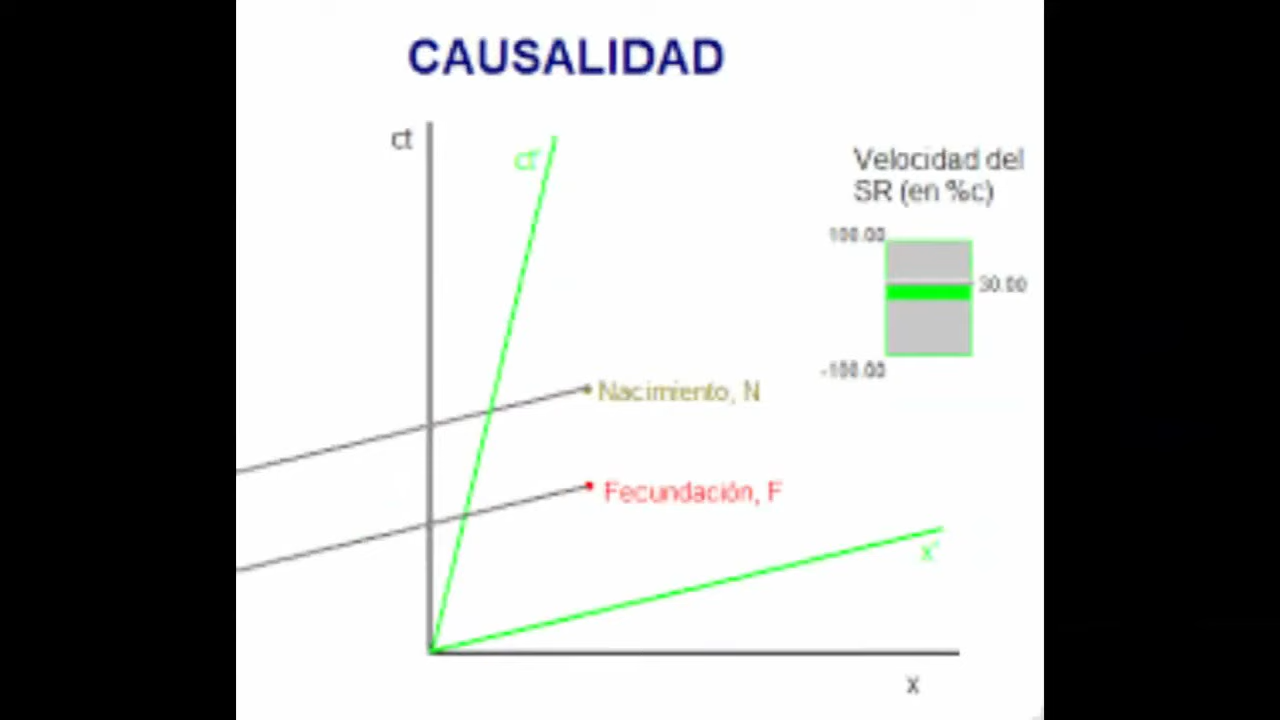 CAUSALIDAD
ct
ct'
Velocidad del
SR (en %c)
100.00
30.00
-100.00
Nacimiento, N
Fecundación, F
x'
x